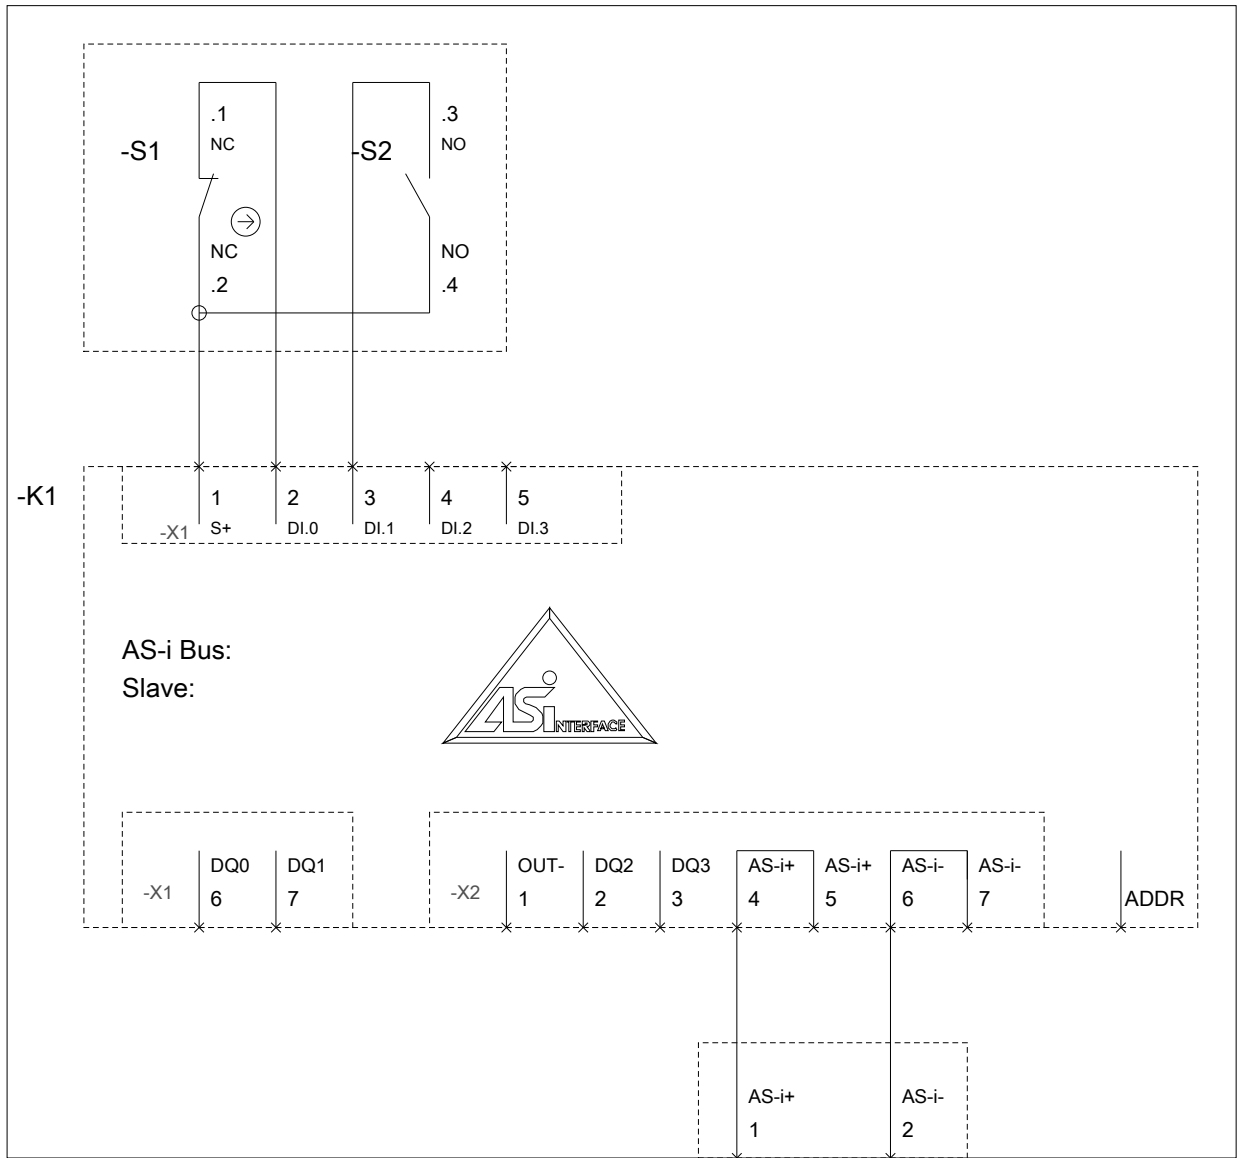 .1
.3
-S1
NC
-S2
NO
NC
NO
.2
.4
-K1
1
2
3
4
5
-X1
S+
DI.0
DI.1
DI.2
DI.3
AS-i Bus:
Slave:
ASi INTERFACE
DQ0
DQ1
OUT-
DQ2
DQ3
AS-i+
AS-i+
AS-i-
AS-i-
-X1
6
7
-X2
1
2
3
4
5
6
7
ADDR
AS-i+
AS-i-
1
2